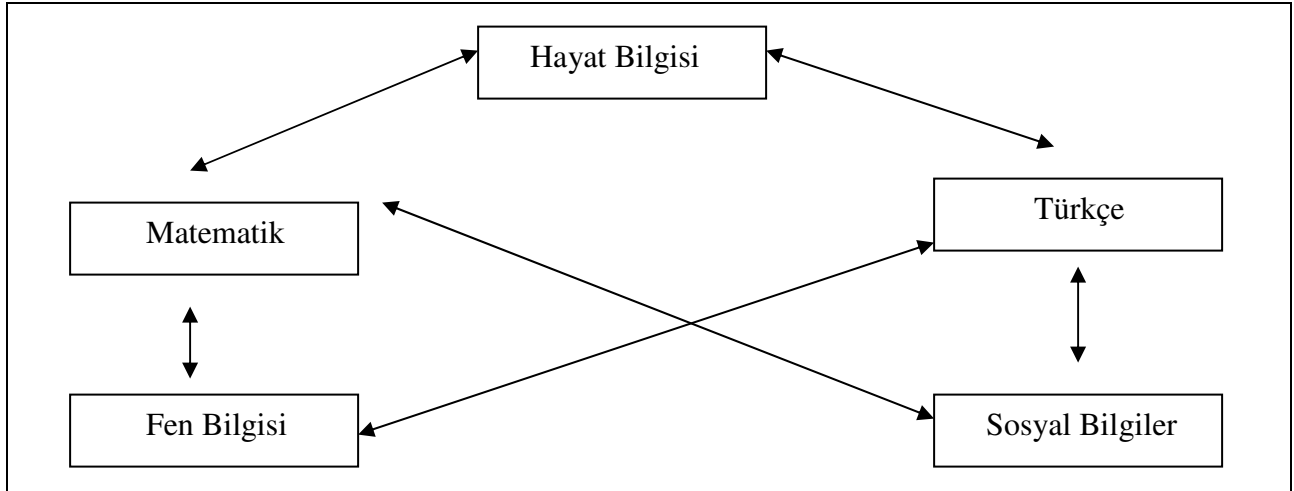 Hayat Bilgisi
Türkçe
Matematik
Fen Bilgisi
Sosyal Bilgiler